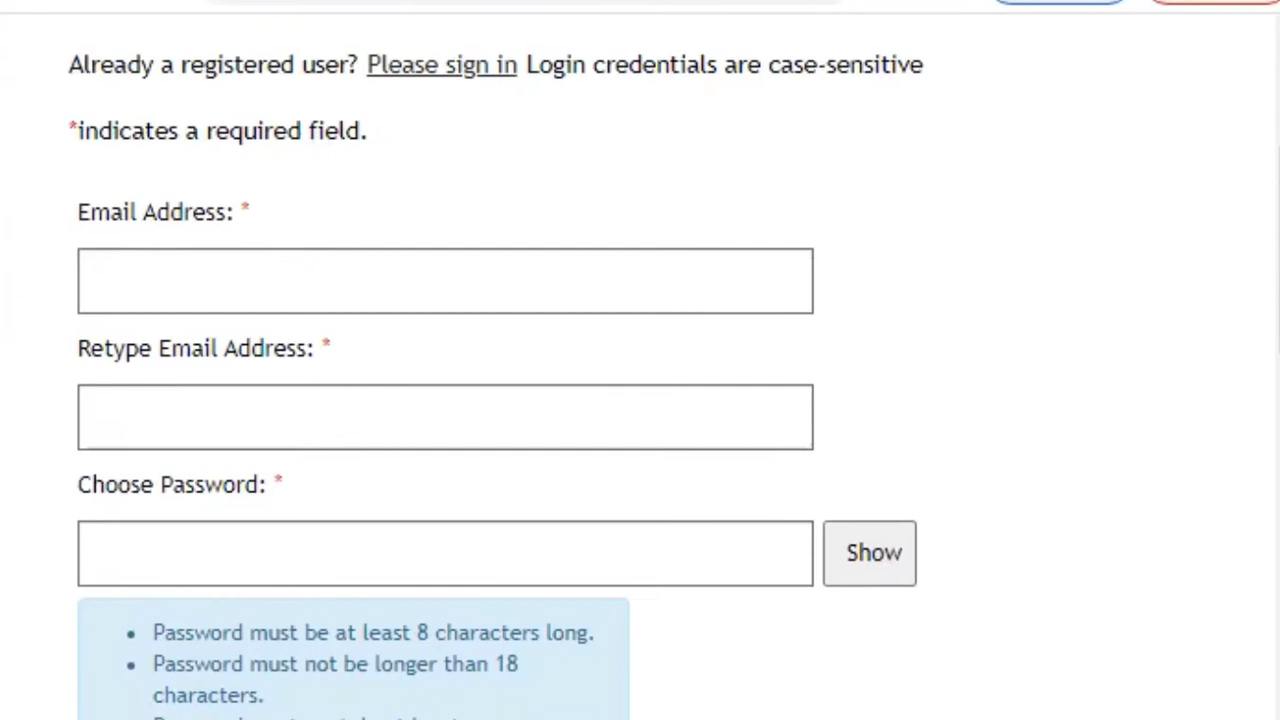 Already a registered user? Please sign in Login credentials are case-sensitive
*indicates a required field.
Email Address: *
Retype Email Address: *
Choose Password: *
Show
• Password must be at least 8 characters long.
• Password must not be longer than 18
characters.